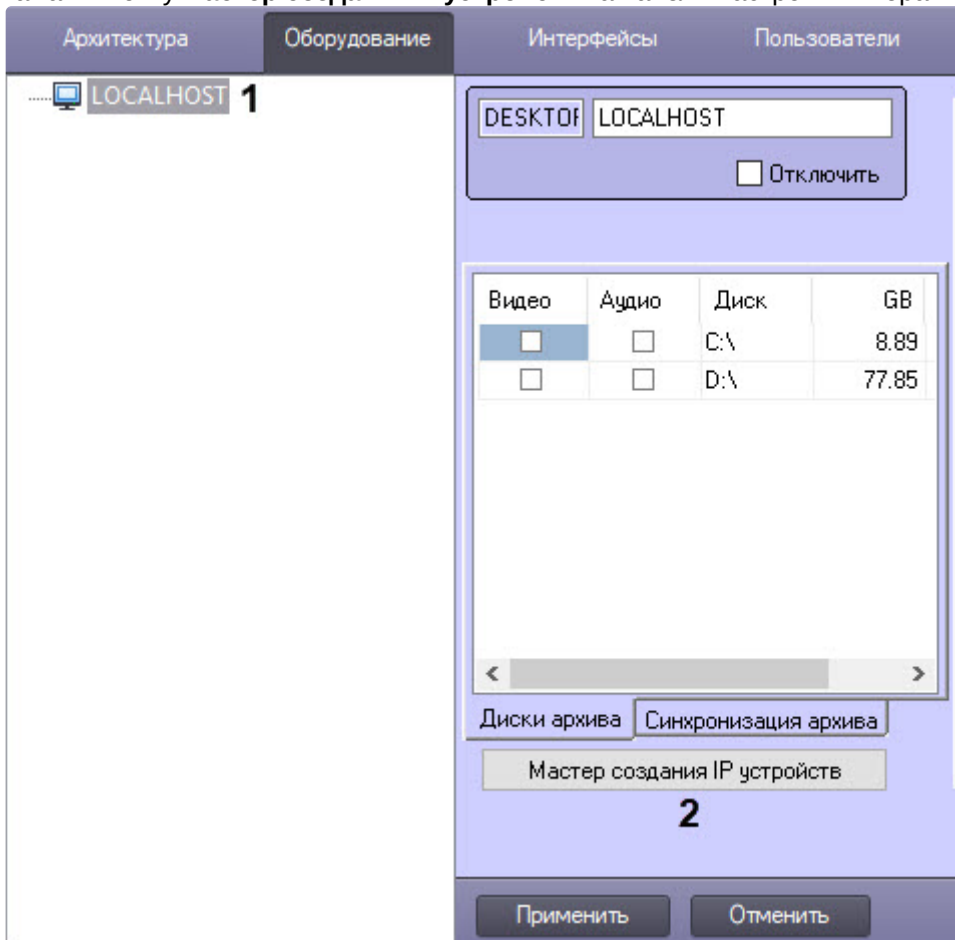 Архитектура Оборудование Интерфейсы Пользователи
LOCALHOST 1
DESKTOP LOCALHOST
Отключить
Видео Аудио Диск GB
C:\ 8.89
D:\ 77.85
Диски архива Синхронизация архива
Мастер создания IP устройств
2
Применить Отменить